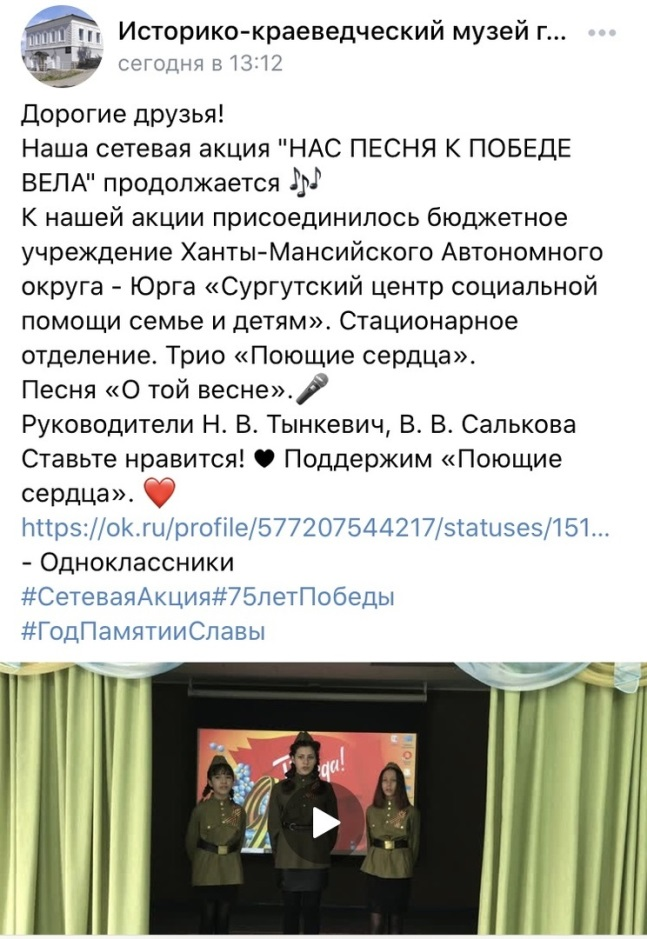 Историко-краеведческий музей г...
сегодня в 13:12
Дорогие друзья!
Наша сетевая акция "НАС ПЕСНЯ К ПОБЕДЕ
ВЕЛА" продолжается 🎶
К нашей акции присоединилось бюджетное
учреждение Ханты-Мансийского Автономного
округа - Юрга «Сургутский центр социальной
помощи семье и детям». Стационарное
отделение. Трио «Поющие сердца».
Песня «О той весне».🎤
Руководители Н. В. Тынкевич, В. В. Салькова
Ставьте нравится! 🖤 Поддержим «Поющие
сердца». ❤️
https://ok.ru/profile/577207544217/statuses/151...
- Одноклассники
#СетеваяАкция#75летПобеды
#ГодПамятииСлавы